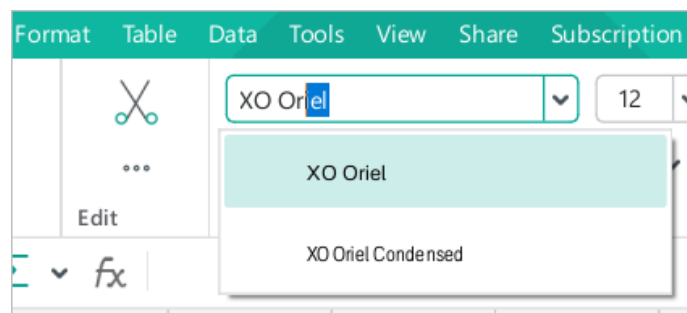 Format Table Data Tools View Share Subscription
XO Oriel 12
XO Oriel
Edit
XO Oriel Condensed
fx